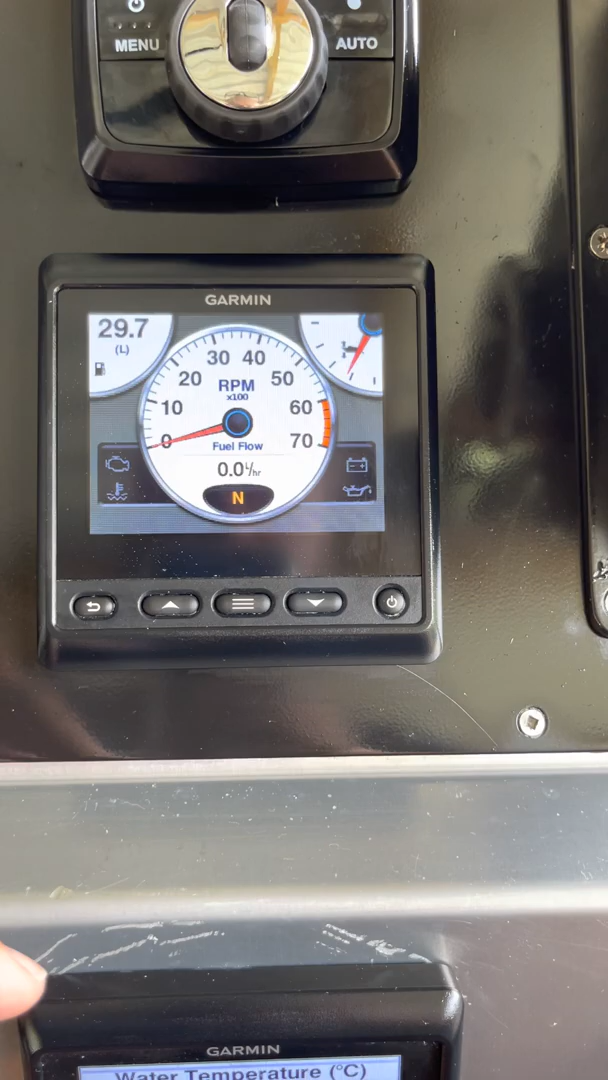 MENU
AUTO
GARMIN
29.7
(L)
30 40
20 50
RPM
x100
10 60
0 70
Fuel Flow
0.0 L/hr
N
GARMIN
Water Temperature (°C)